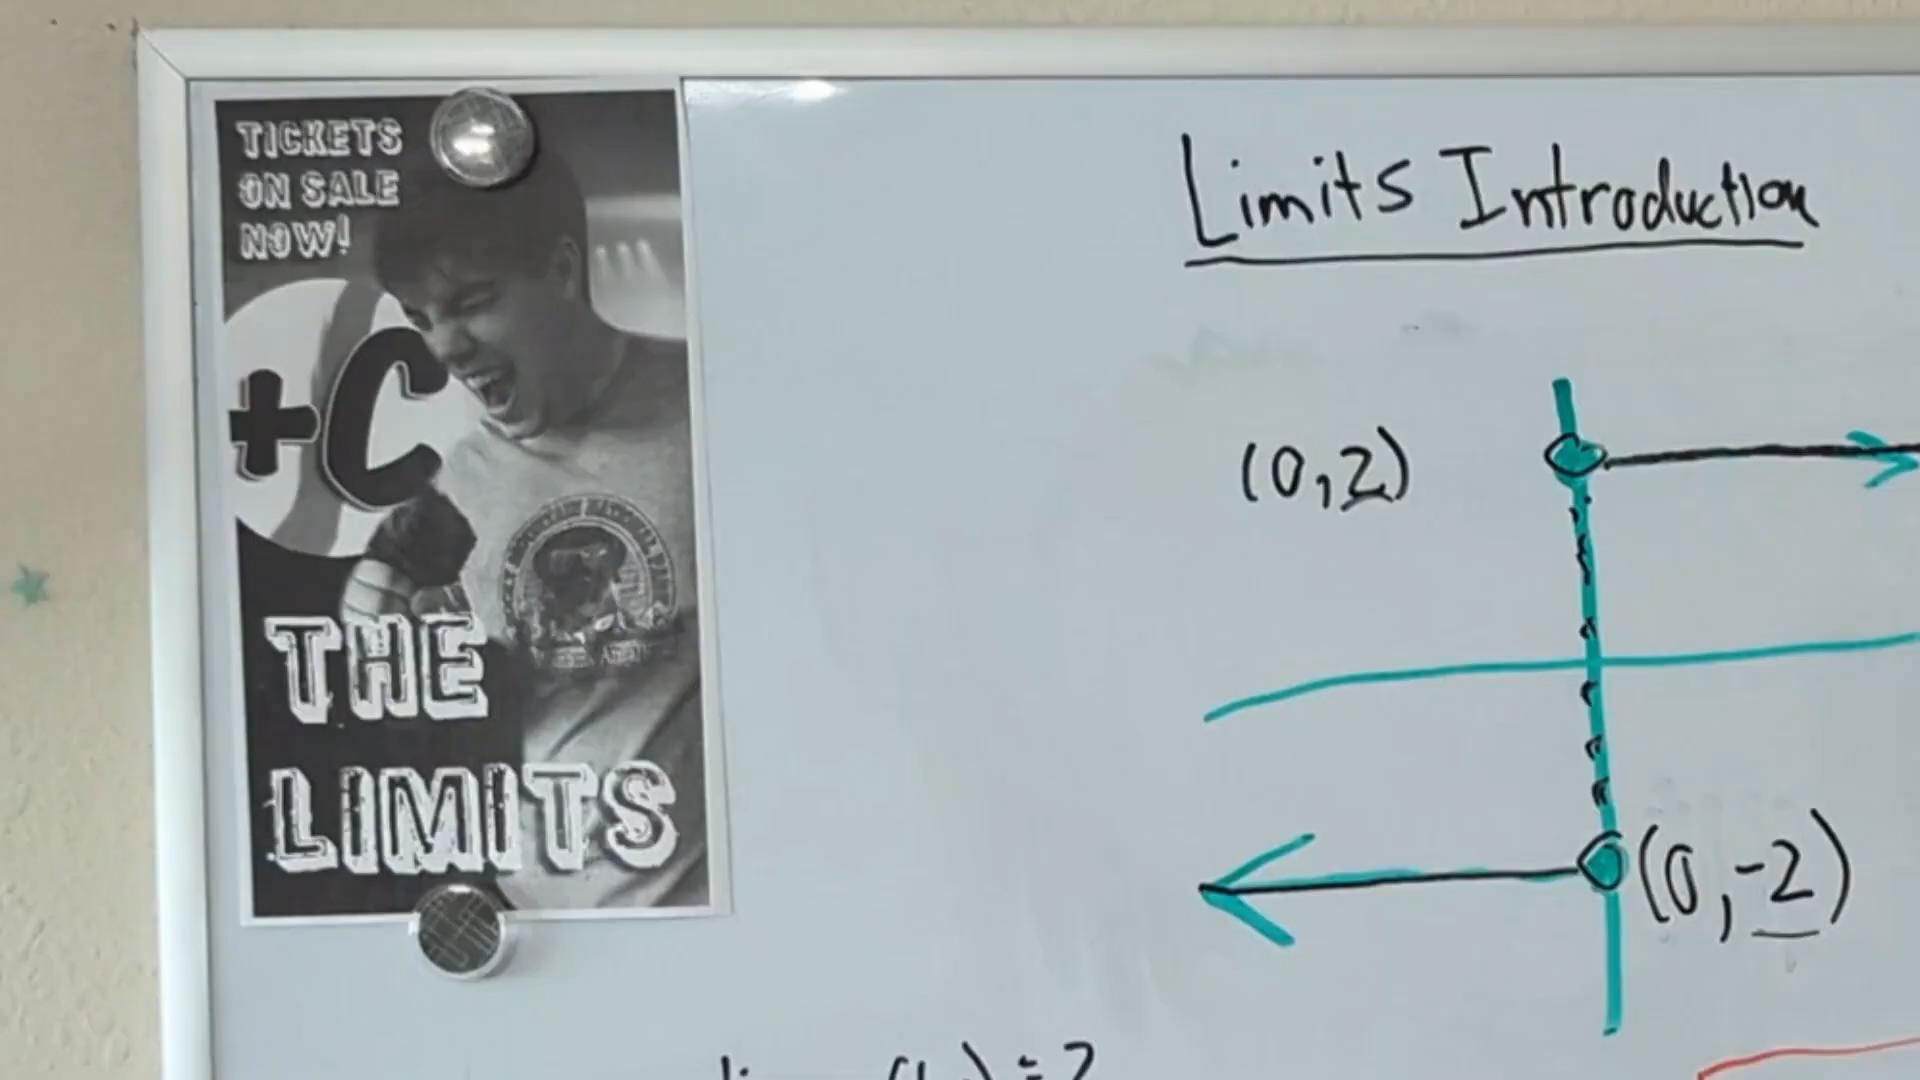 TICKETS
ON SALE
NOW!
+C
THE
LIMITS
Limits Introduction
(0,2)
(0,-2)